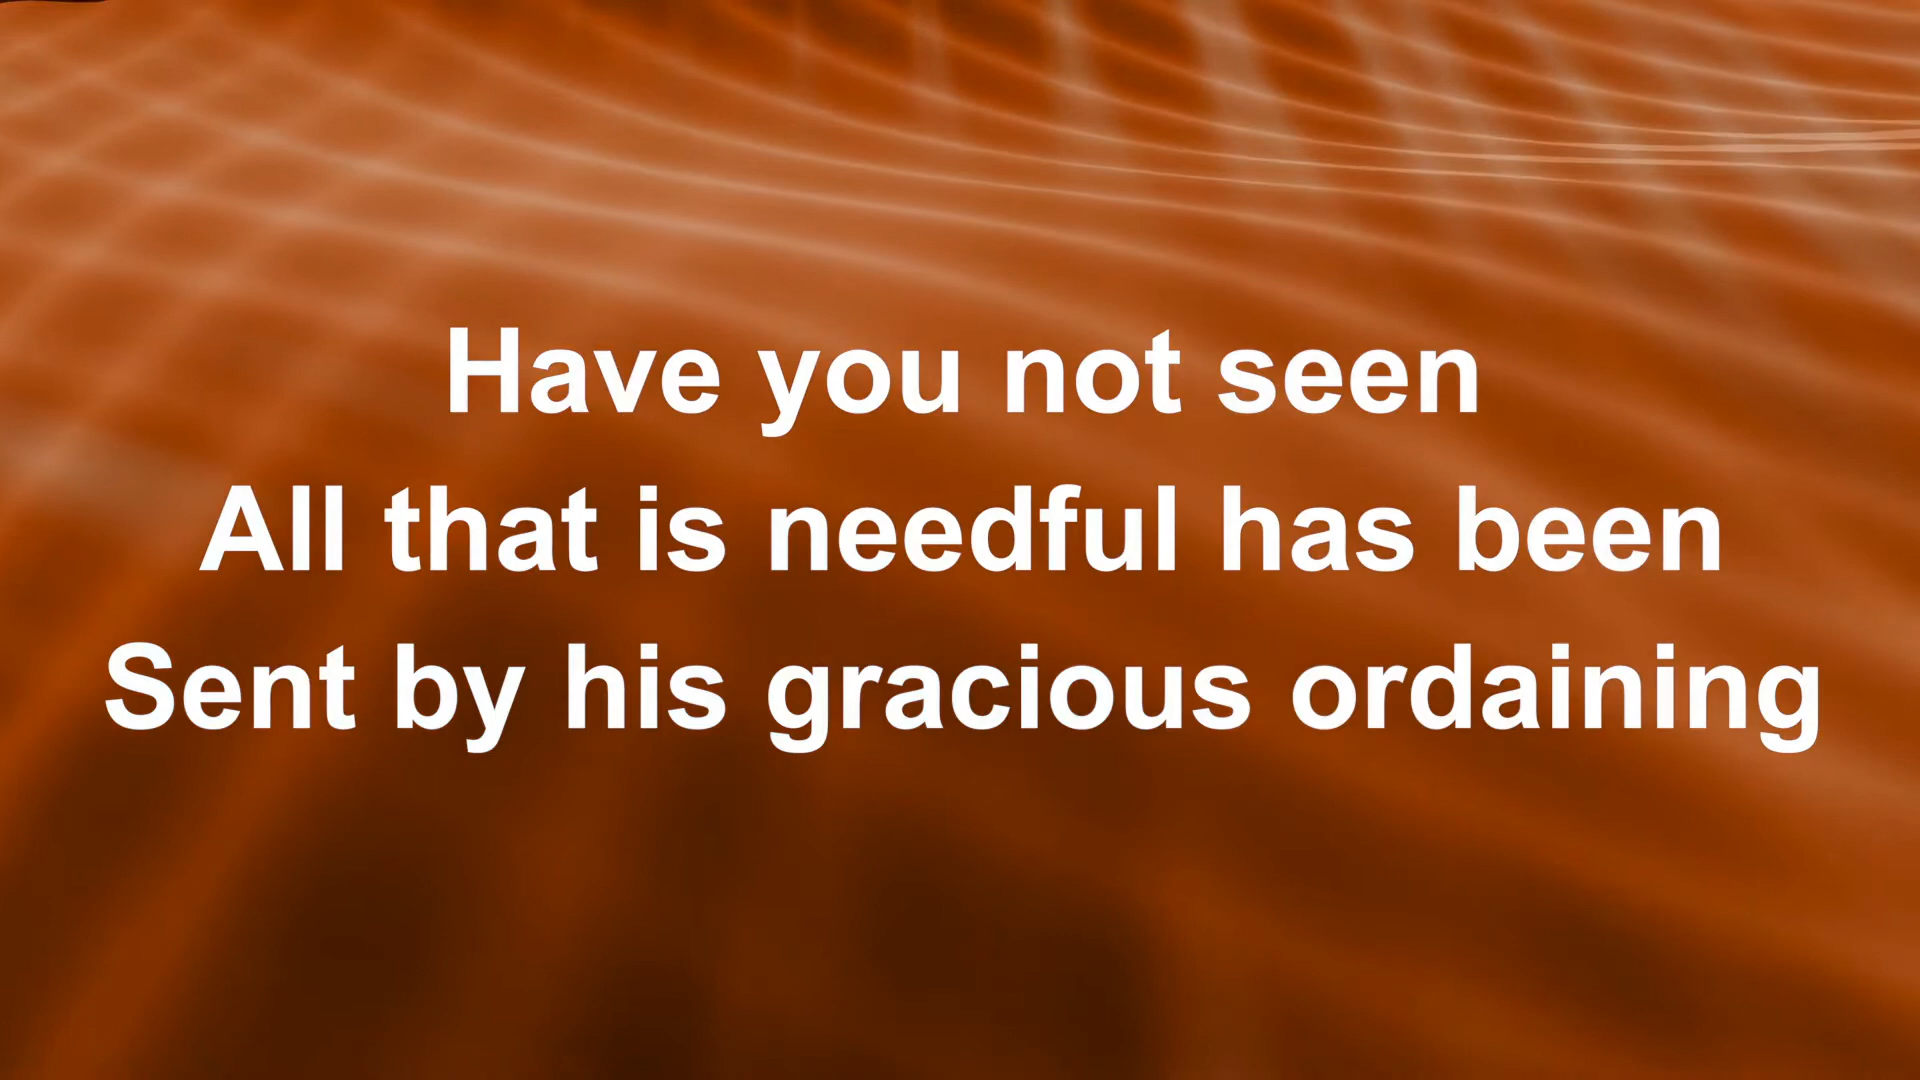 Have you not seen
All that is needful has been
Sent by his gracious ordaining